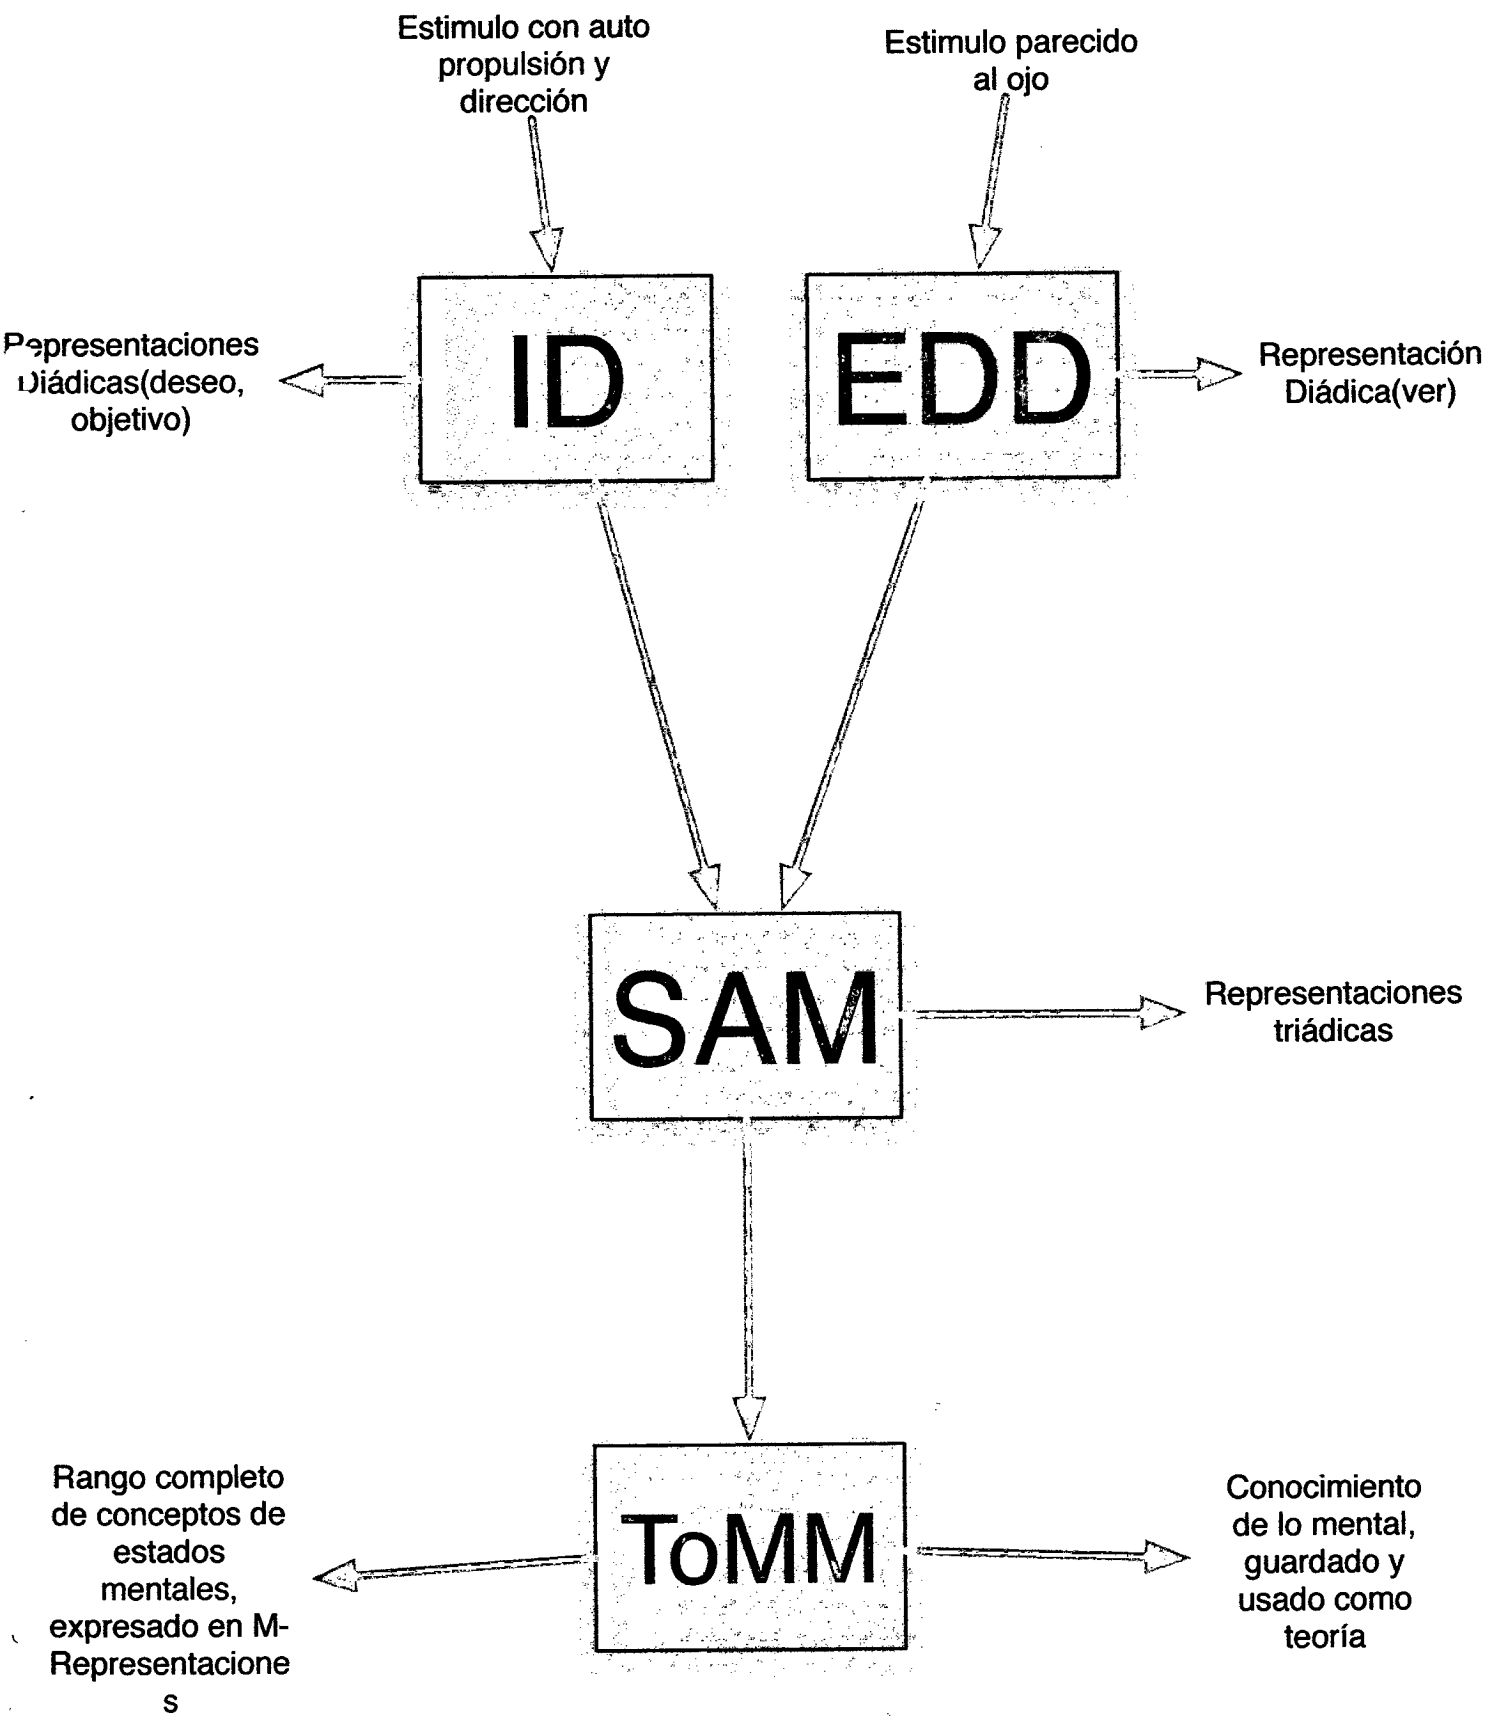 Estimulo con auto
propulsión y
dirección
Estimulo parecido
al ojo
ID
EDD
Representaciones
Diádicas(deseo,
objetivo)
Representación
Diádica(ver)
SAM
Representaciones
triádicas
ToMM
Rango completo
de conceptos de
estados
mentales,
expresado en M-
Representacione
s
Conocimiento
de lo mental,
guardado y
usado como
teoría